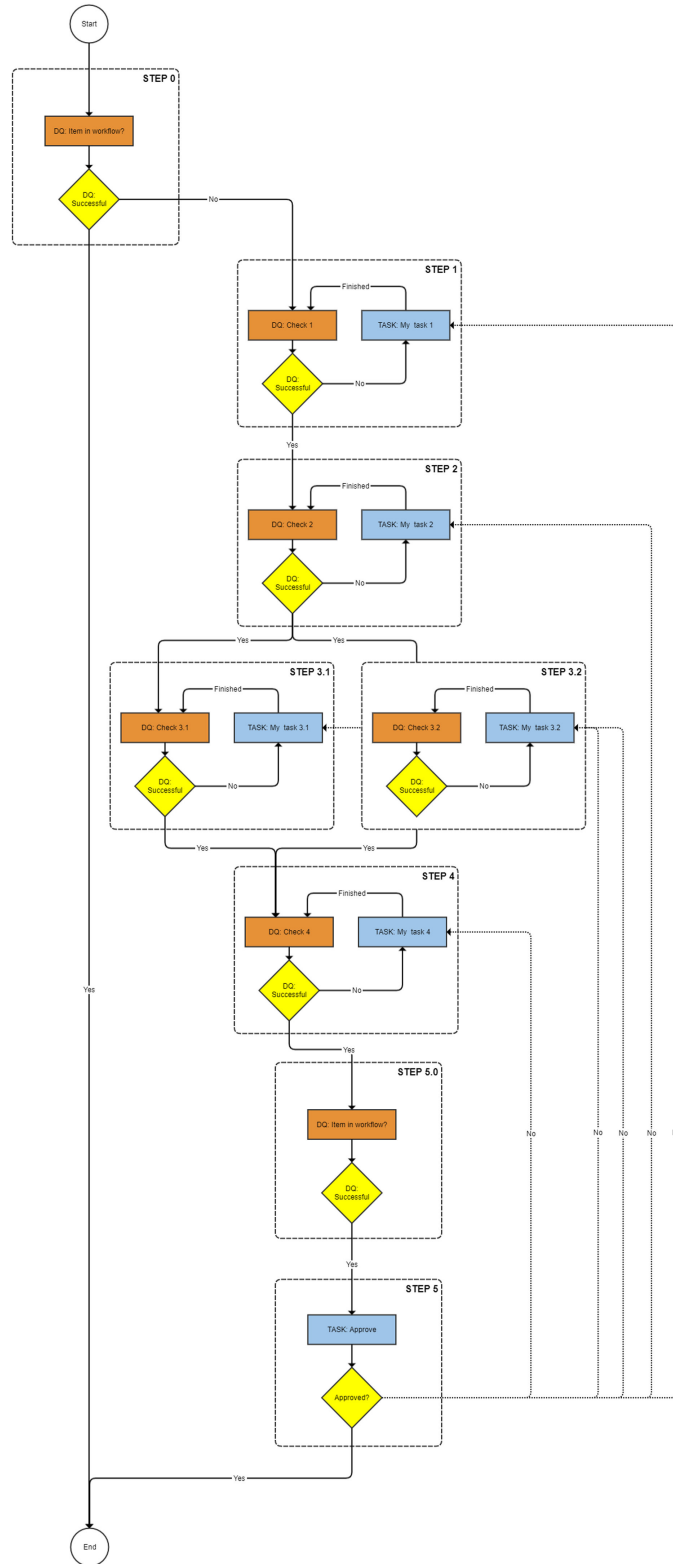 Start
STEP 0
DQ: Item in workflow?
DQ:
Successful
No
STEP 1
Finished
DQ: Check 1
TASK: My  task 1
DQ:
Successful
No
Yes
STEP 2
Finished
DQ: Check 2
TASK: My  task 2
DQ:
Successful
No
Yes
Yes
STEP 3.1
STEP 3.2
Finished
Finished
DQ: Check 3.1
TASK: My  task 3.1
DQ: Check 3.2
TASK: My  task 3.2
DQ:
Successful
No
DQ:
Successful
No
Yes
Yes
STEP 4
Finished
DQ: Check 4
TASK: My  task 4
DQ:
Successful
No
Yes
Yes
STEP 5.0
DQ: Item in workflow?
No
No
No
No
DQ:
Successful
Yes
STEP 5
TASK: Approve
Approved?
Yes
End